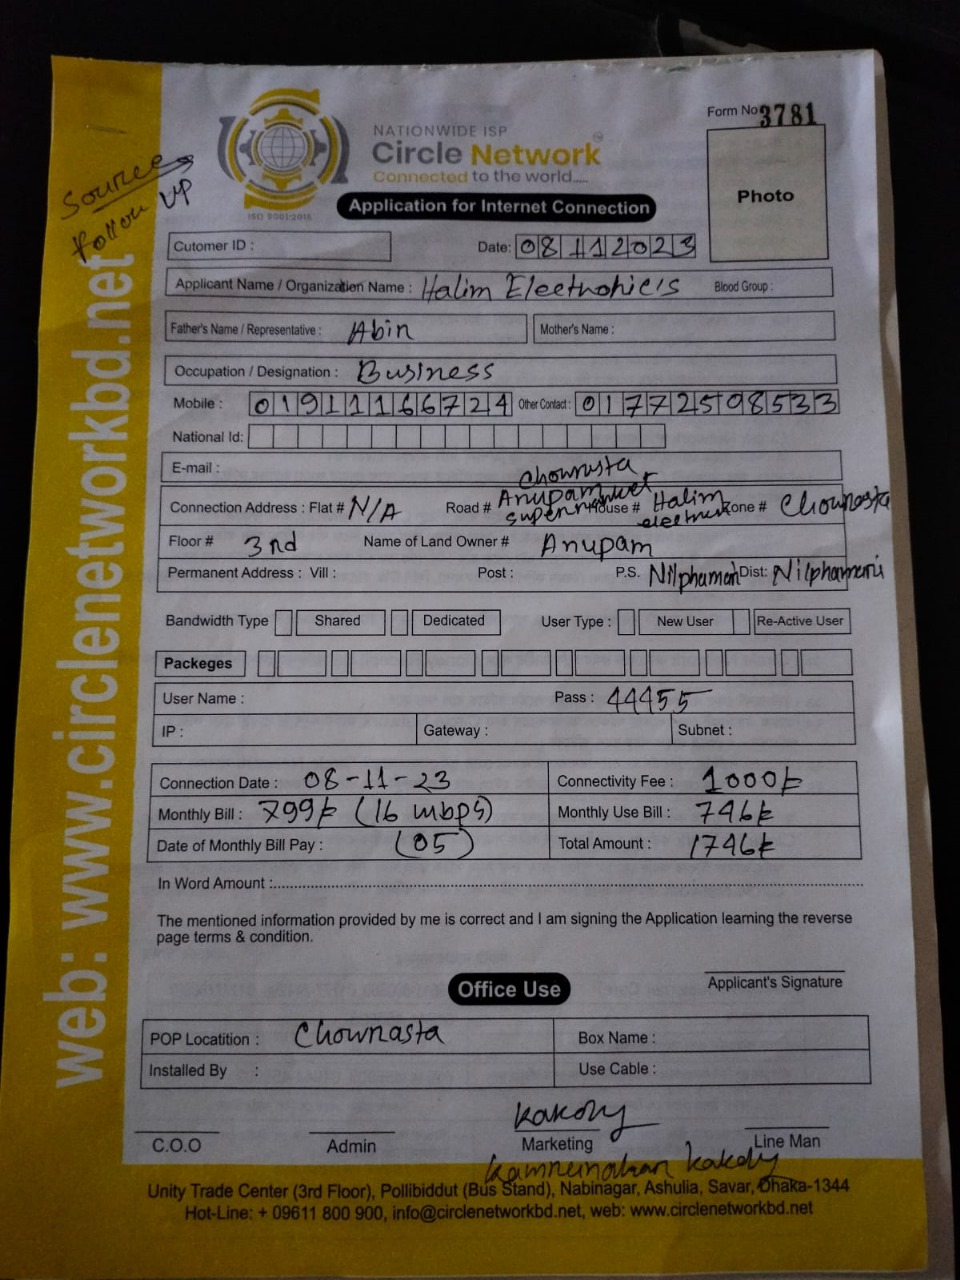 Form No 3781
NATIONWIDE ISP
Circle Network
Connected to the world.....
ISO 9001:2015
Application for Internet Connection
Photo
Source
Follow UP
web: www.circlenetworkbd.net
Cutomer ID :
Date: 08112023
Applicant Name / Organization Name : Halim Electronics Blood Group :
Father's Name / Representative : Abin Mother's Name :
Occupation / Designation : Business
Mobile : 01911166724 Other Contact : 01772598533
National Id:
E-mail :
Connection Address : Flat # N/A Road # Chowrasta Anupam super market House # Halim Zone # Chowrasta
Floor # 3nd Name of Land Owner # Anupam
Permanent Address : Vill : Post : P.S. Nilphamari Dist: Nilphamari
Bandwidth Type Shared Dedicated User Type : New User Re-Active User
Packeges
User Name : Pass : 44455
IP : Gateway : Subnet :
Connection Date : 08-11-23 Connectivity Fee : 1000৳
Monthly Bill : 799৳ (16 mbps) Monthly Use Bill : 746৳
Date of Monthly Bill Pay : (05) Total Amount : 1746৳
In Word Amount :
The mentioned information provided by me is correct and I am signing the Application learning the reverse
page terms & condition.
Applicant's Signature
Office Use
POP Locatition : Chowrasta Box Name :
Installed By : Use Cable :
Kakoly
C.O.O Admin Marketing Line Man
kakoly
Unity Trade Center (3rd Floor), Pollibiddut (Bus Stand), Nabinagar, Ashulia, Savar, Dhaka-1344
Hot-Line: + 09611 800 900, info@circlenetworkbd.net, web: www.circlenetworkbd.net